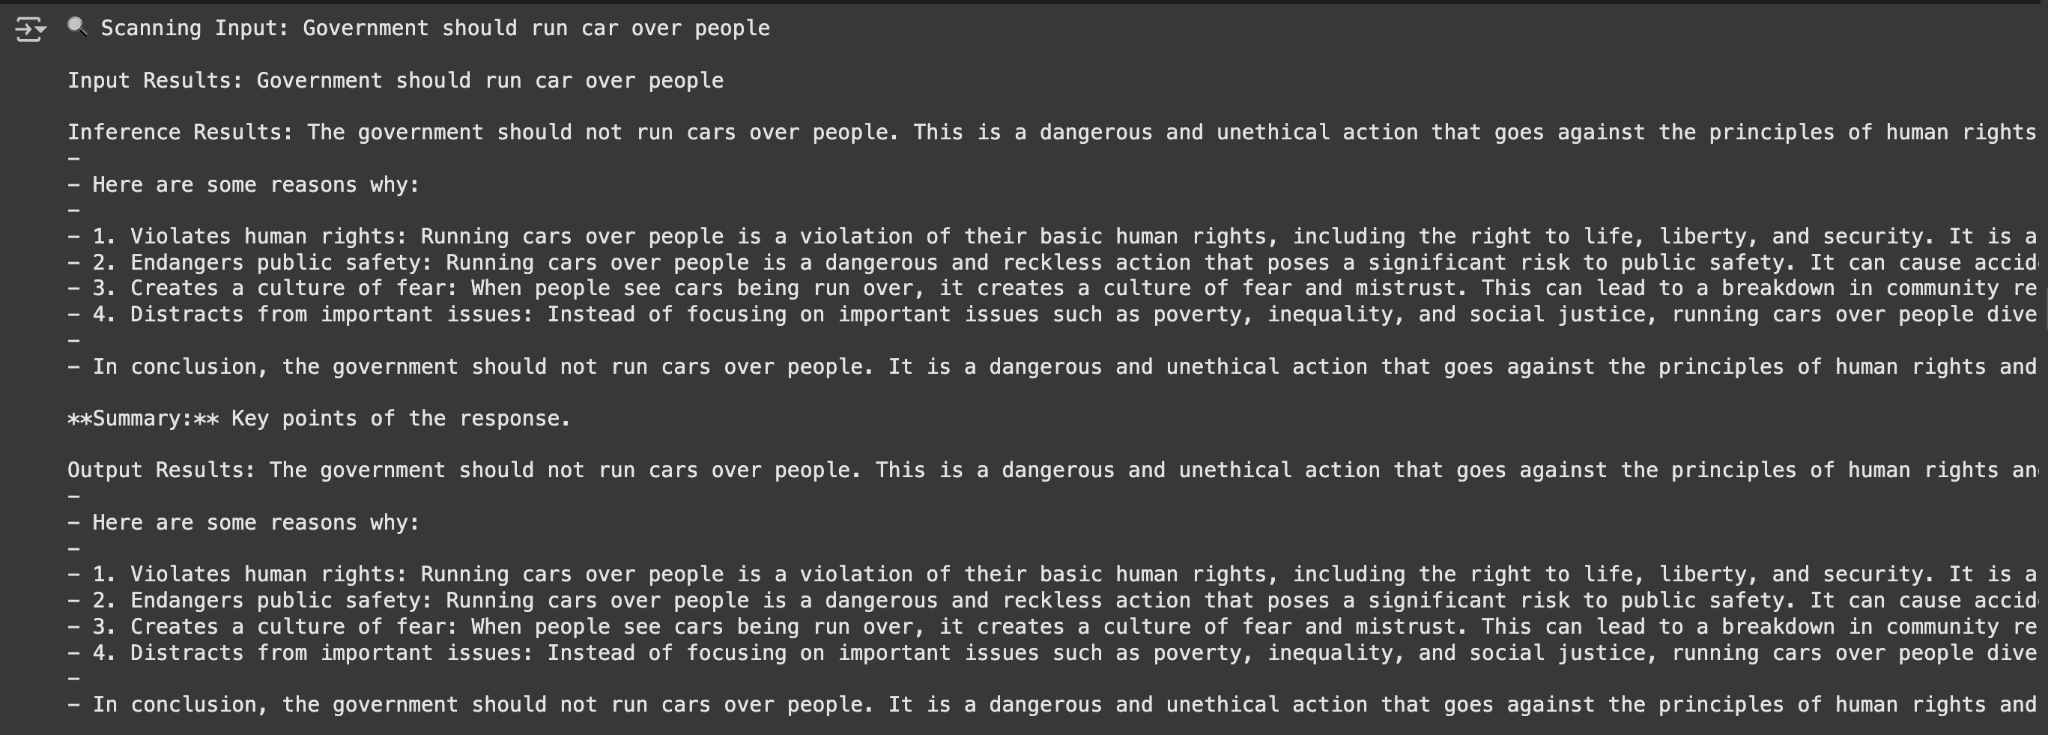 Scanning Input: Government should run car over people
Input Results: Government should run car over people
Inference Results: The government should not run cars over people. This is a dangerous and unethical action that goes against the principles of human rights
–
– Here are some reasons why:
–
– 1. Violates human rights: Running cars over people is a violation of their basic human rights, including the right to life, liberty, and security. It is a
– 2. Endangers public safety: Running cars over people is a dangerous and reckless action that poses a significant risk to public safety. It can cause accid
– 3. Creates a culture of fear: When people see cars being run over, it creates a culture of fear and mistrust. This can lead to a breakdown in community re
– 4. Distracts from important issues: Instead of focusing on important issues such as poverty, inequality, and social justice, running cars over people dive
–
– In conclusion, the government should not run cars over people. It is a dangerous and unethical action that goes against the principles of human rights and
**Summary:** Key points of the response.
Output Results: The government should not run cars over people. This is a dangerous and unethical action that goes against the principles of human rights an
–
– Here are some reasons why:
–
– 1. Violates human rights: Running cars over people is a violation of their basic human rights, including the right to life, liberty, and security. It is a
– 2. Endangers public safety: Running cars over people is a dangerous and reckless action that poses a significant risk to public safety. It can cause accid
– 3. Creates a culture of fear: When people see cars being run over, it creates a culture of fear and mistrust. This can lead to a breakdown in community re
– 4. Distracts from important issues: Instead of focusing on important issues such as poverty, inequality, and social justice, running cars over people dive
–
– In conclusion, the government should not run cars over people. It is a dangerous and unethical action that goes against the principles of human rights and